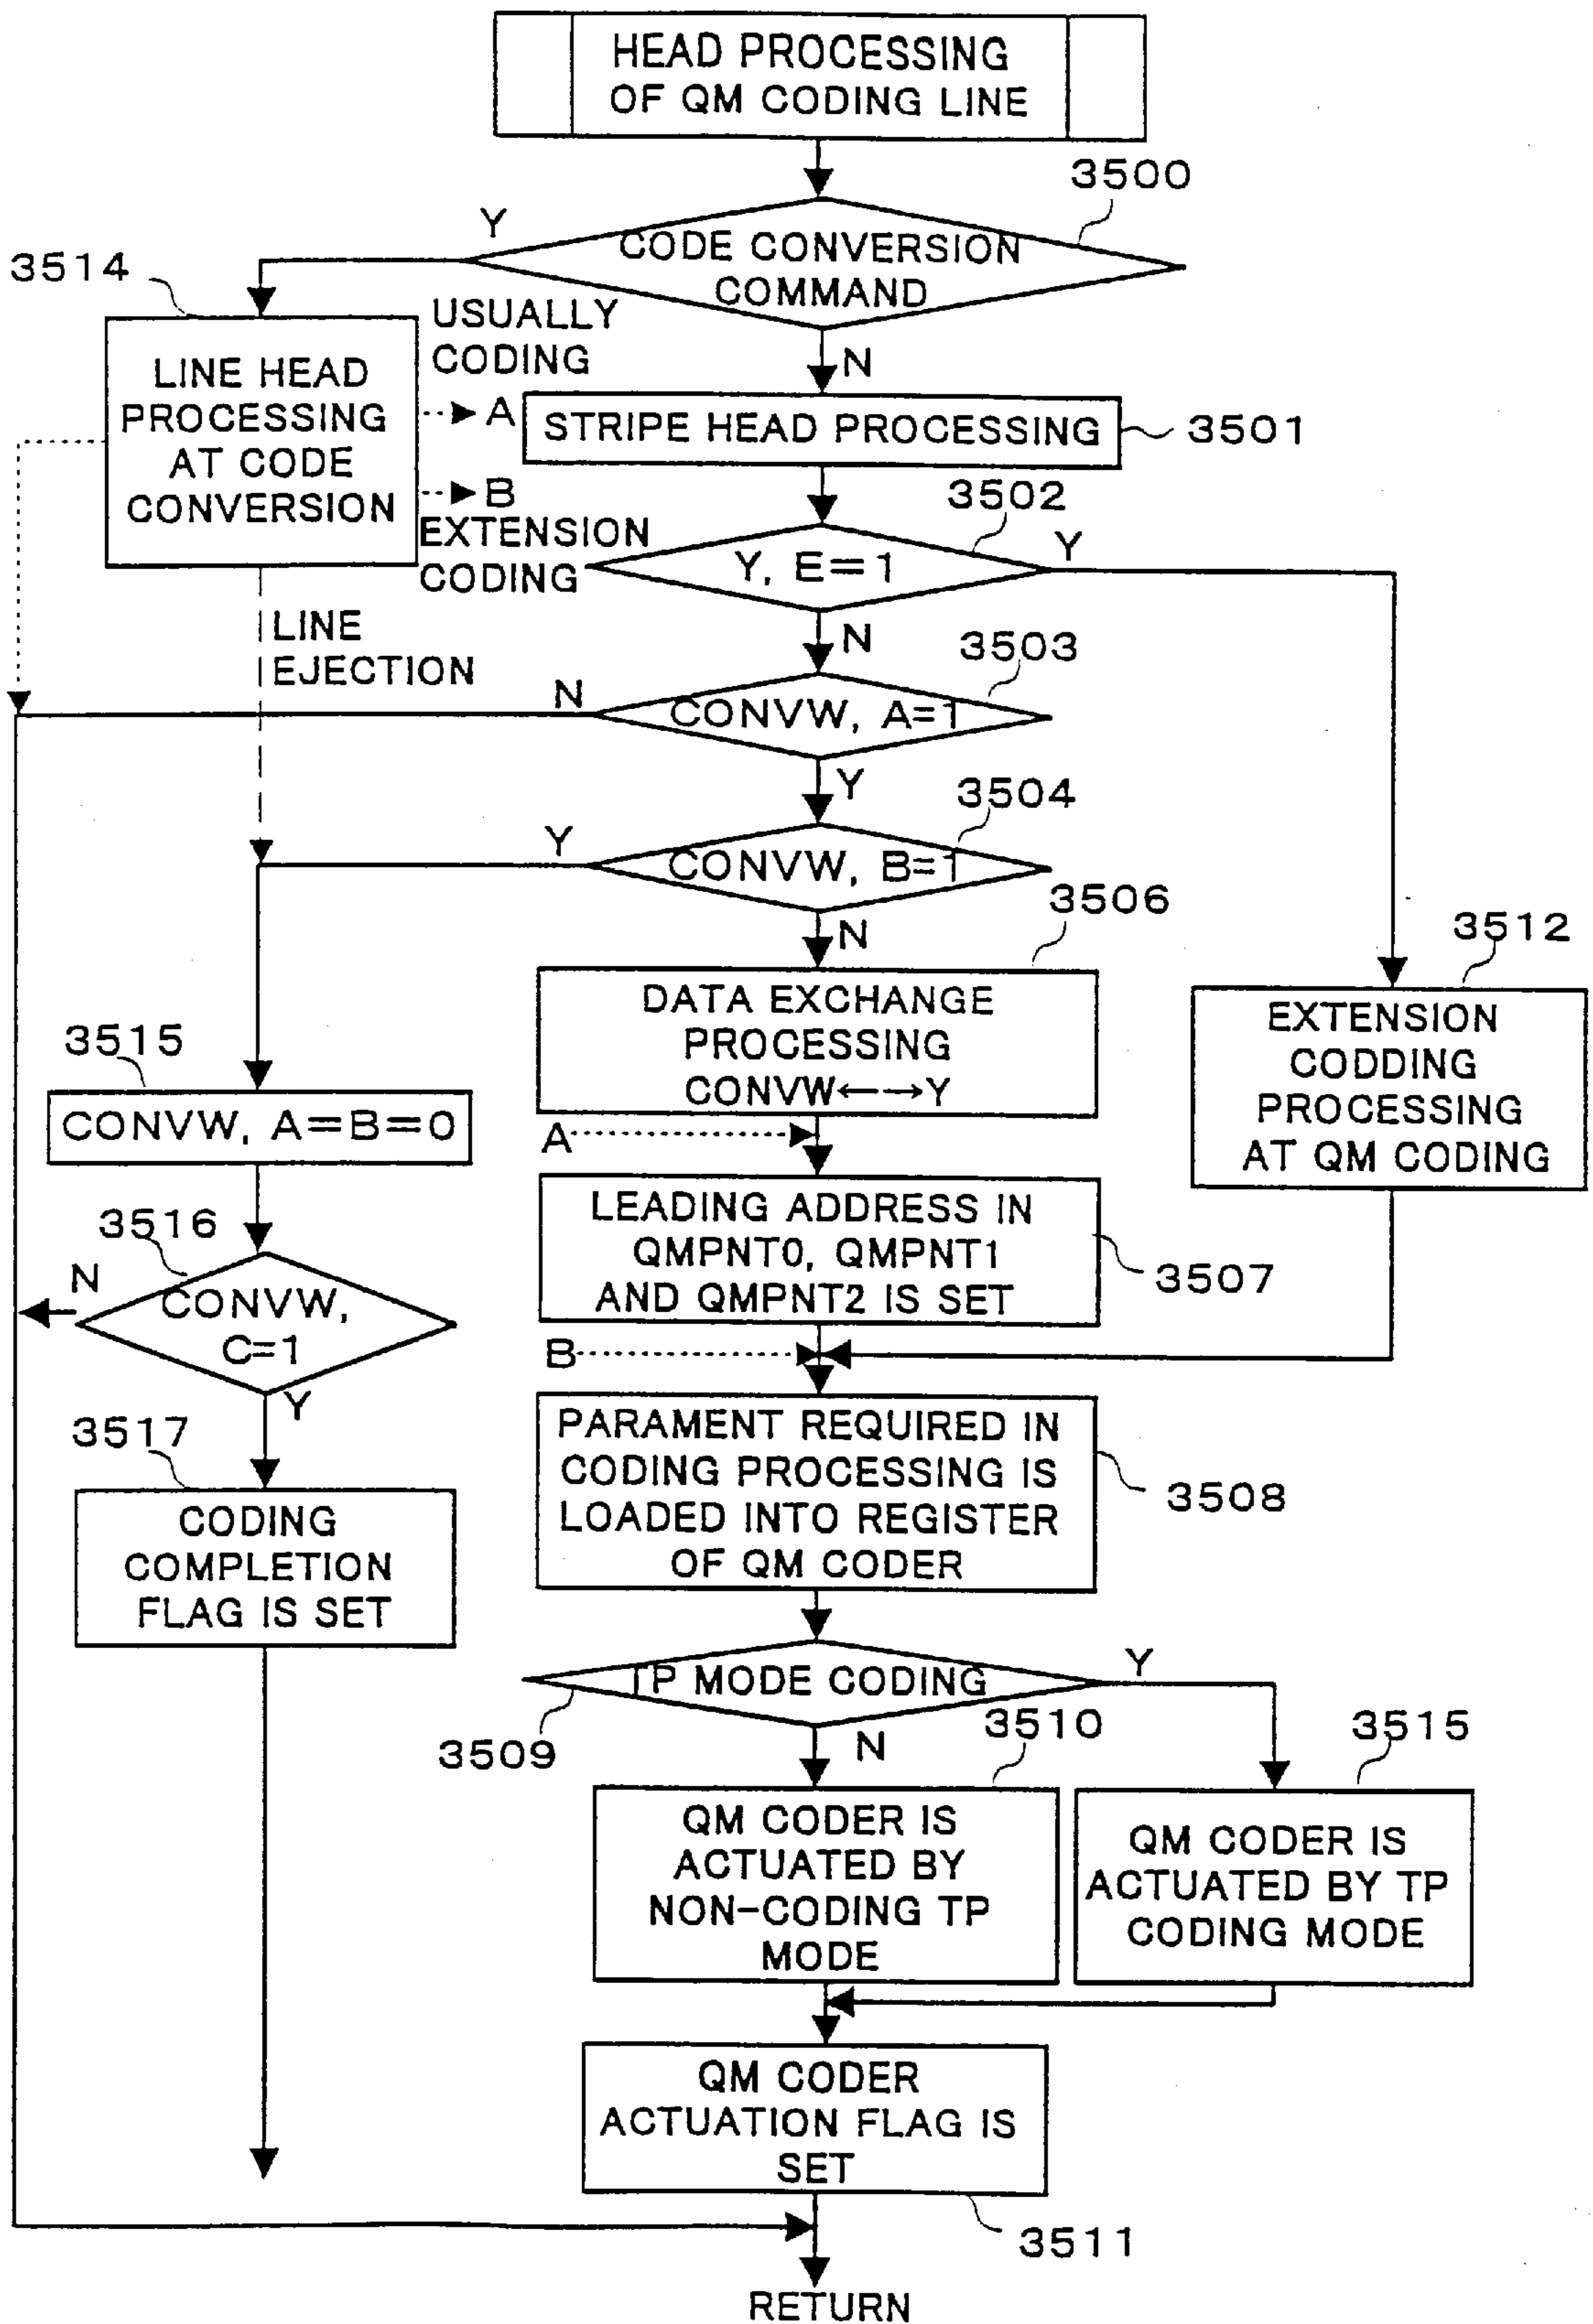 HEAD PROCESSING
OF QM CODING LINE
3500
Y
CODE CONVERSION
COMMAND
N
3514
LINE HEAD
PROCESSING
AT CODE
CONVERSION
USUALLY
CODING
A
B
EXTENSION
CODING
LINE
EJECTION
STRIPE HEAD PROCESSING
3501
3502
Y, E=1
Y
N
3503
CONVW, A=1
N
Y
3504
CONVW, B=1
Y
N
3506
DATA EXCHANGE
PROCESSING
CONVW←→Y
3512
EXTENSION
CODDING
PROCESSING
AT QM CODING
3515
CONVW, A=B=0
A
LEADING ADDRESS IN
QMPNT0, QMPNT1
AND QMPNT2 IS SET
3507
3516
N
CONVW,
C=1
Y
B
PARAMENT REQUIRED IN
CODING PROCESSING IS
LOADED INTO REGISTER
OF QM CODER
3508
3517
CODING
COMPLETION
FLAG IS SET
TP MODE CODING
Y
3509
N
3510
QM CODER IS
ACTUATED BY
NON-CODING TP
MODE
3515
QM CODER IS
ACTUATED BY TP
CODING MODE
QM CODER
ACTUATION FLAG IS
SET
3511
RETURN